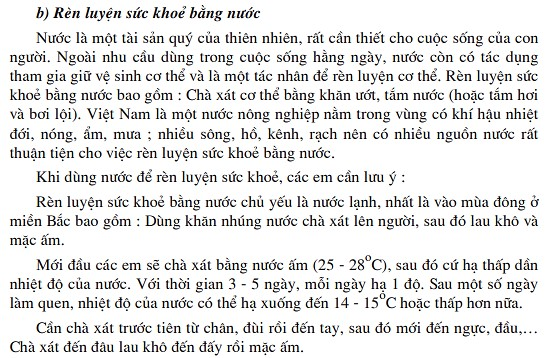 b) Rèn luyện sức khoẻ bằng nước
Nước là một tài sản quý của thiên nhiên, rất cần thiết cho cuộc sống của con
người. Ngoài nhu cầu dùng trong cuộc sống hằng ngày, nước còn có tác dụng
tham gia giữ vệ sinh cơ thể và là một tác nhân để rèn luyện cơ thể. Rèn luyện sức
khoẻ bằng nước bao gồm : Chà xát cơ thể bằng khăn ướt, tắm nước (hoặc tắm hơi
và bơi lội). Việt Nam là một nước nông nghiệp nằm trong vùng có khí hậu nhiệt
đới, nóng, ẩm, mưa ; nhiều sông, hồ, kênh, rạch nên có nhiều nguồn nước rất
thuận tiện cho việc rèn luyện sức khoẻ bằng nước.
Khi dùng nước để rèn luyện sức khoẻ, các em cần lưu ý :
Rèn luyện sức khoẻ bằng nước chủ yếu là nước lạnh, nhất là vào mùa đông ở
miền Bắc bao gồm : Dùng khăn nhúng nước chà xát lên người, sau đó lau khô và
mặc ấm.
Mới đầu các em sẽ chà xát bằng nước ấm (25 - 28°C), sau đó cứ hạ thấp dần
nhiệt độ của nước. Với thời gian 3 - 5 ngày, mỗi ngày hạ 1 độ. Sau một số ngày
làm quen, nhiệt độ của nước có thể hạ xuống đến 14 - 15°C hoặc thấp hơn nữa.
Cần chà xát trước tiên từ chân, đùi rồi đến tay, sau đó mới đến ngực, đầu,...
Chà xát đến đâu lau khô đến đấy rồi mặc ấm.